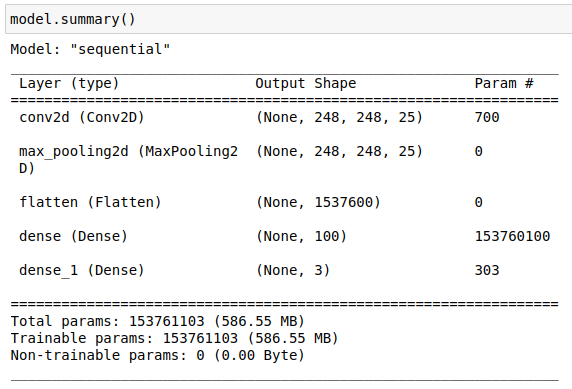 model.summary()
Model: "sequential"
_________________________________________________________________
Layer (type) Output Shape Param #
=================================================================
conv2d (Conv2D) (None, 248, 248, 25) 700
max_pooling2d (MaxPooling2 (None, 248, 248, 25) 0
D)
flatten (Flatten) (None, 1537600) 0
dense (Dense) (None, 100) 153760100
dense_1 (Dense) (None, 3) 303
=================================================================
Total params: 153761103 (586.55 MB)
Trainable params: 153761103 (586.55 MB)
Non-trainable params: 0 (0.00 Byte)
_________________________________________________________________